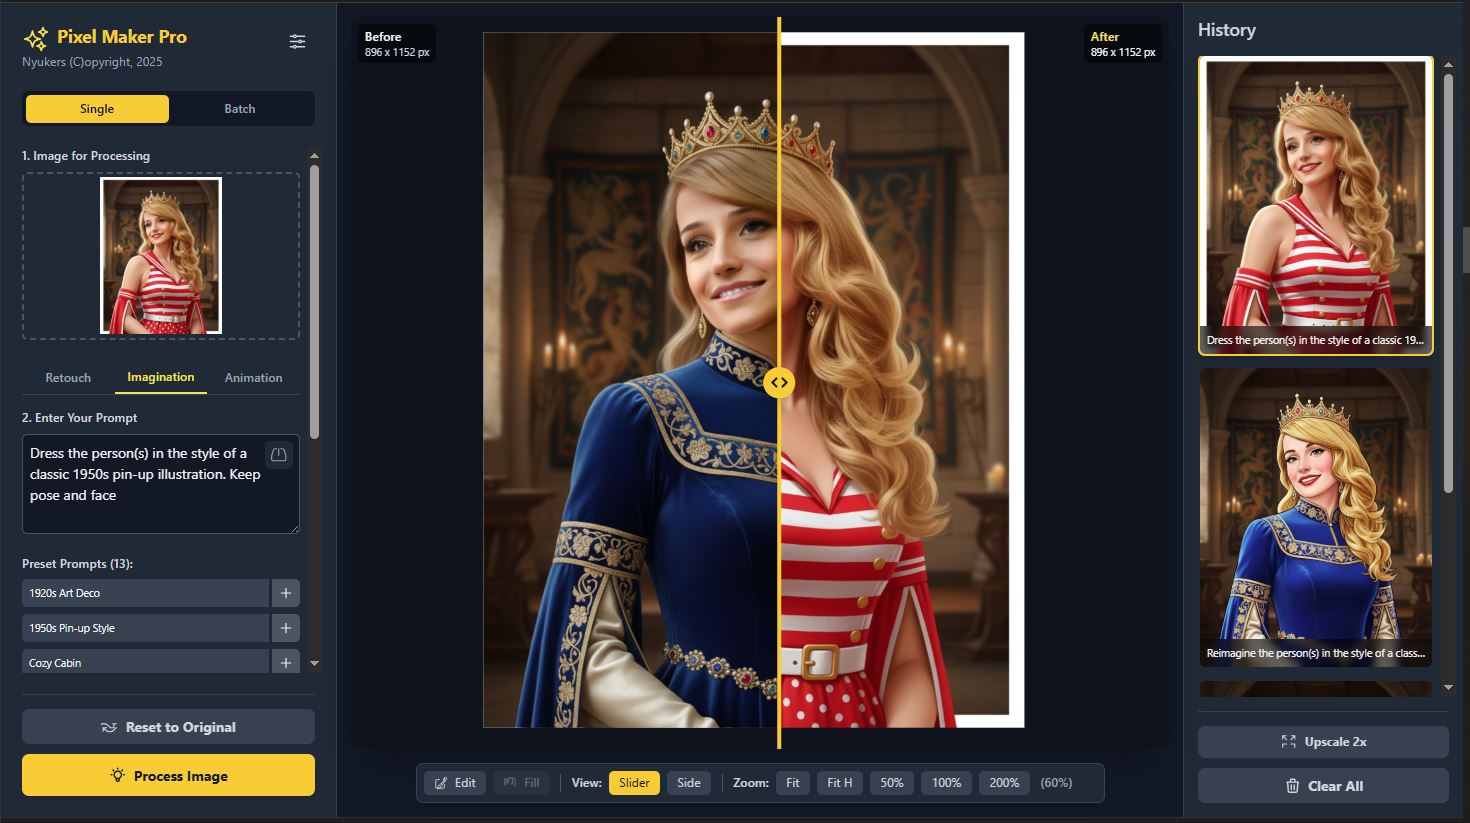 Pixel Maker Pro
Nyukers (C)opyright, 2025
Single
Batch
1. Image for Processing
Retouch
Imagination
Animation
2. Enter Your Prompt
Dress the person(s) in the style of a
classic 1950s pin-up illustration. Keep
pose and face
Preset Prompts (13):
1920s Art Deco
1950s Pin-up Style
Cozy Cabin
Reset to Original
Process Image
Before
896 x 1152 px
After
896 x 1152 px
Edit
Fill
View:
Slider
Side
Zoom:
Fit
Fit H
50%
100%
200%
(60%)
History
Dress the person(s) in the style of a classic 19...
Reimagine the person(s) in the style of a class...
Upscale 2x
Clear All